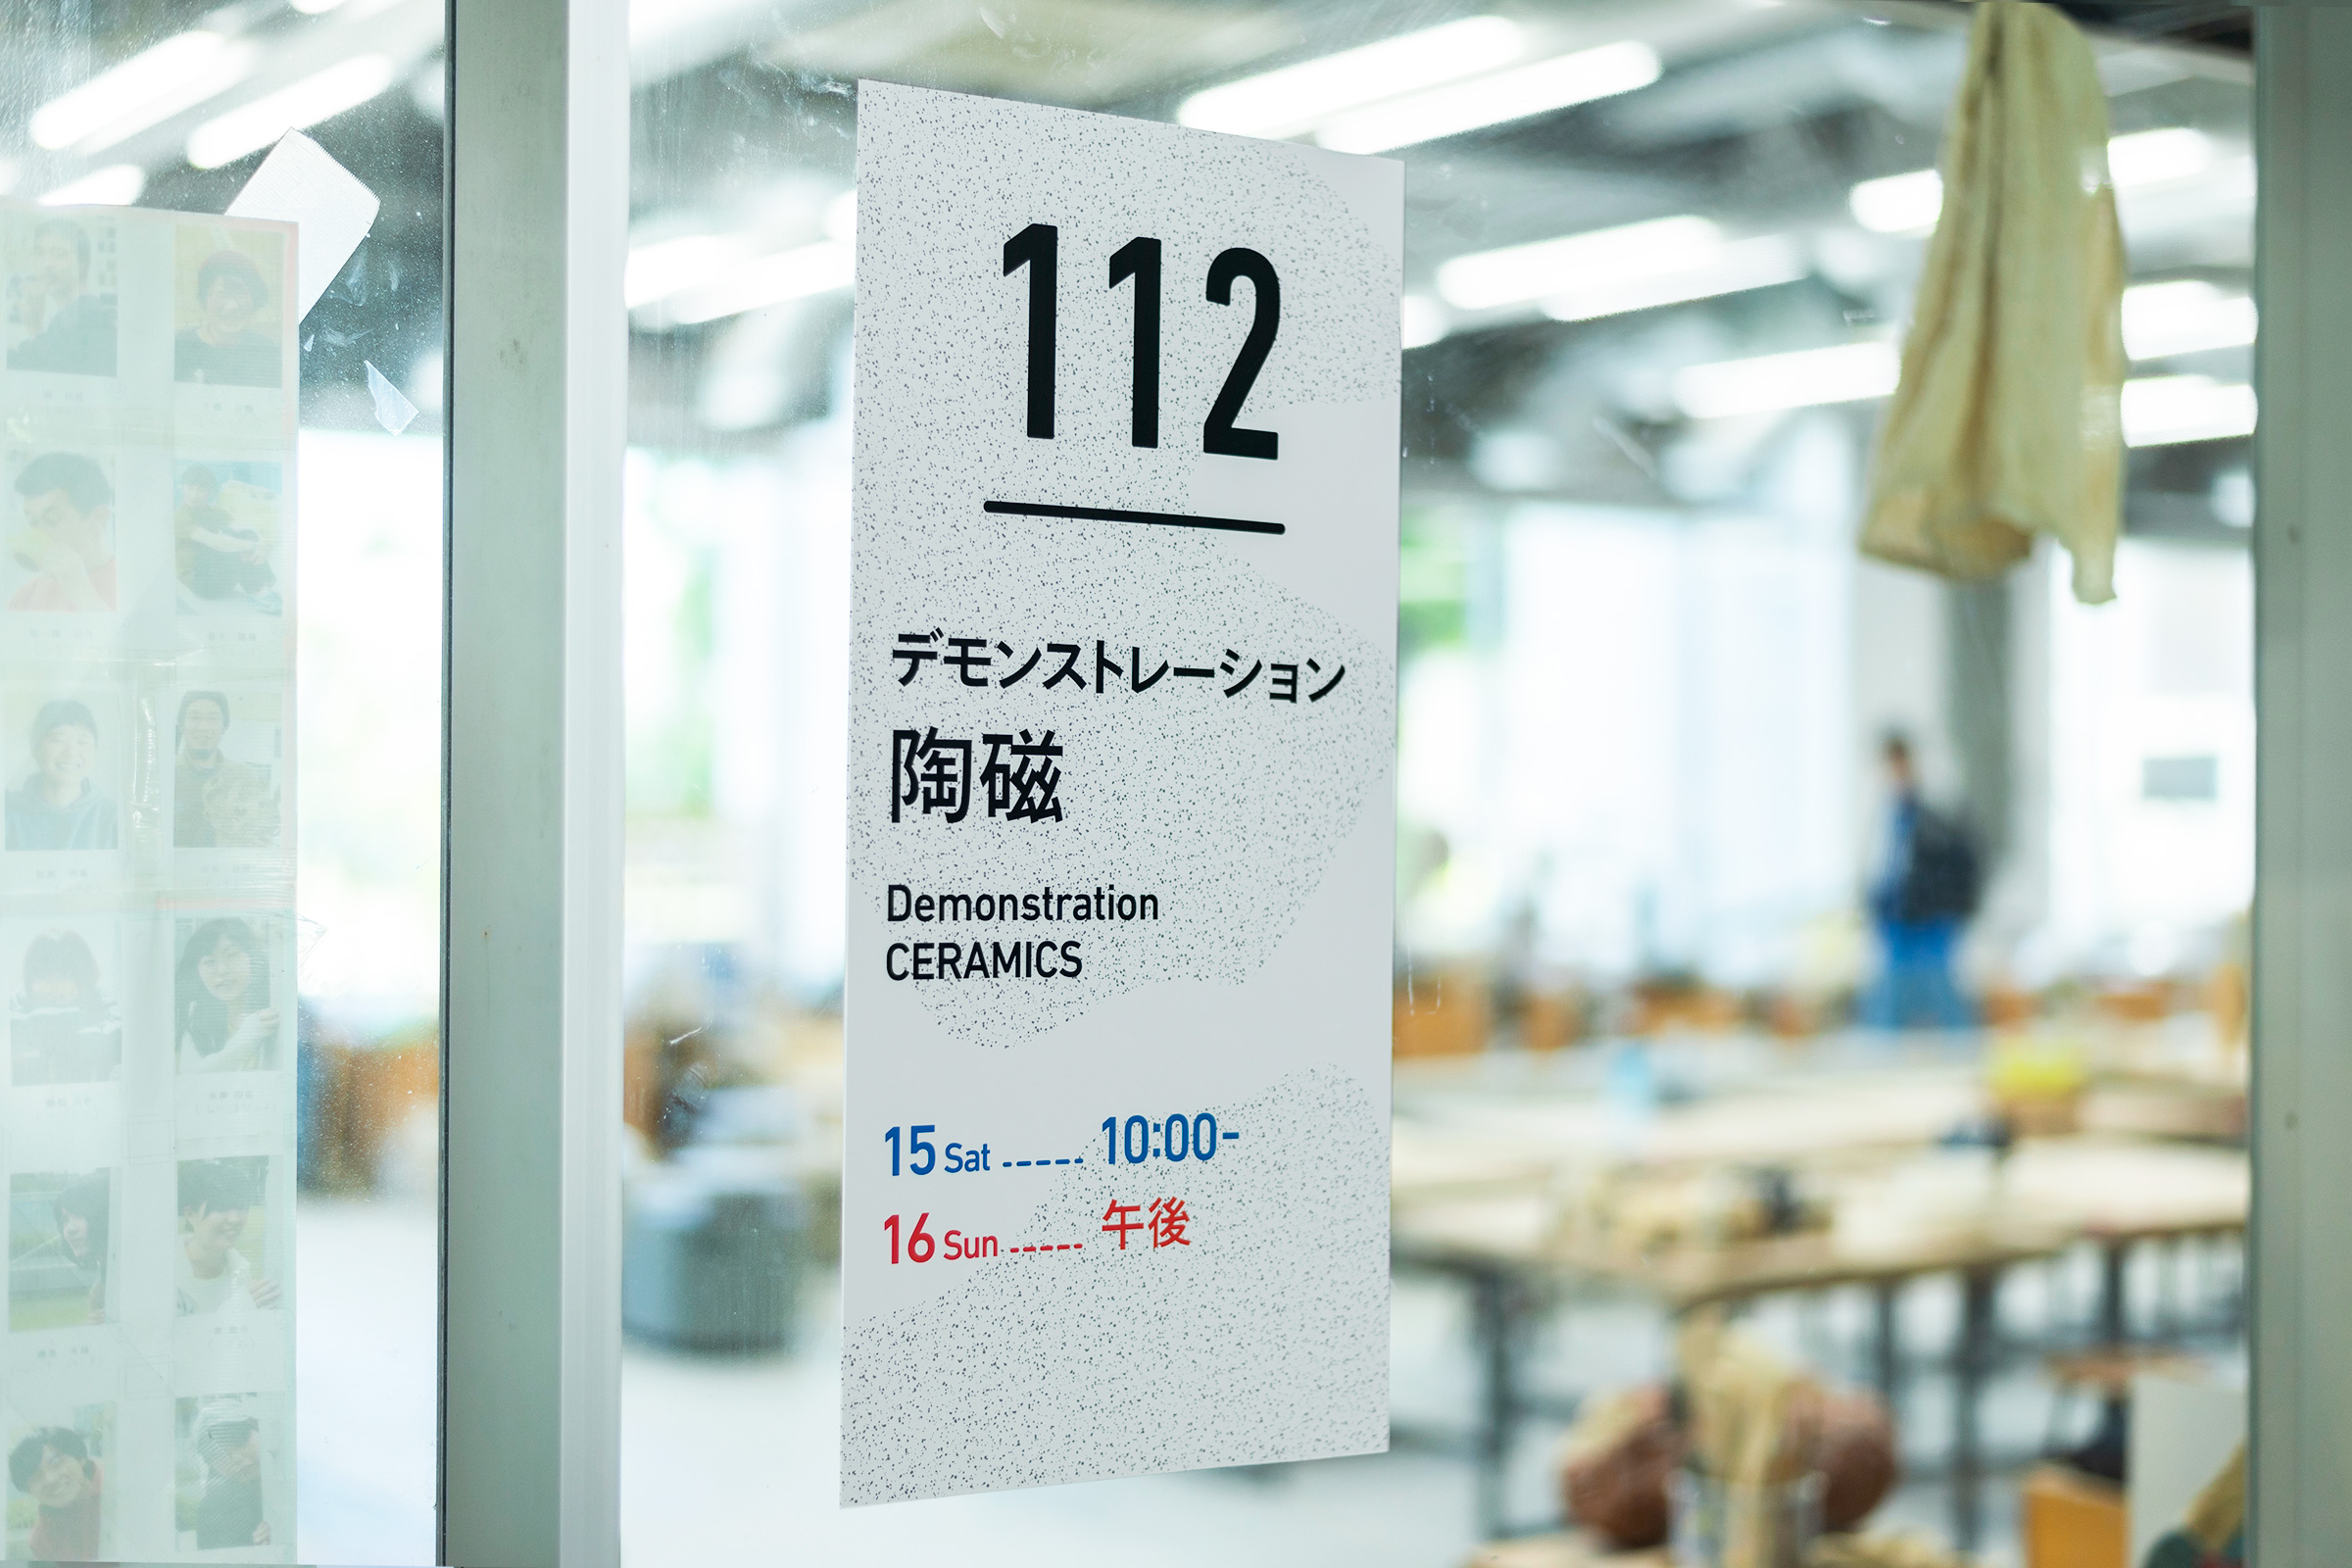 112
デモンストレーション
陶磁
Demonstration
CERAMICS
15 Sat ----- 10:00-
16 Sun ----- 午後